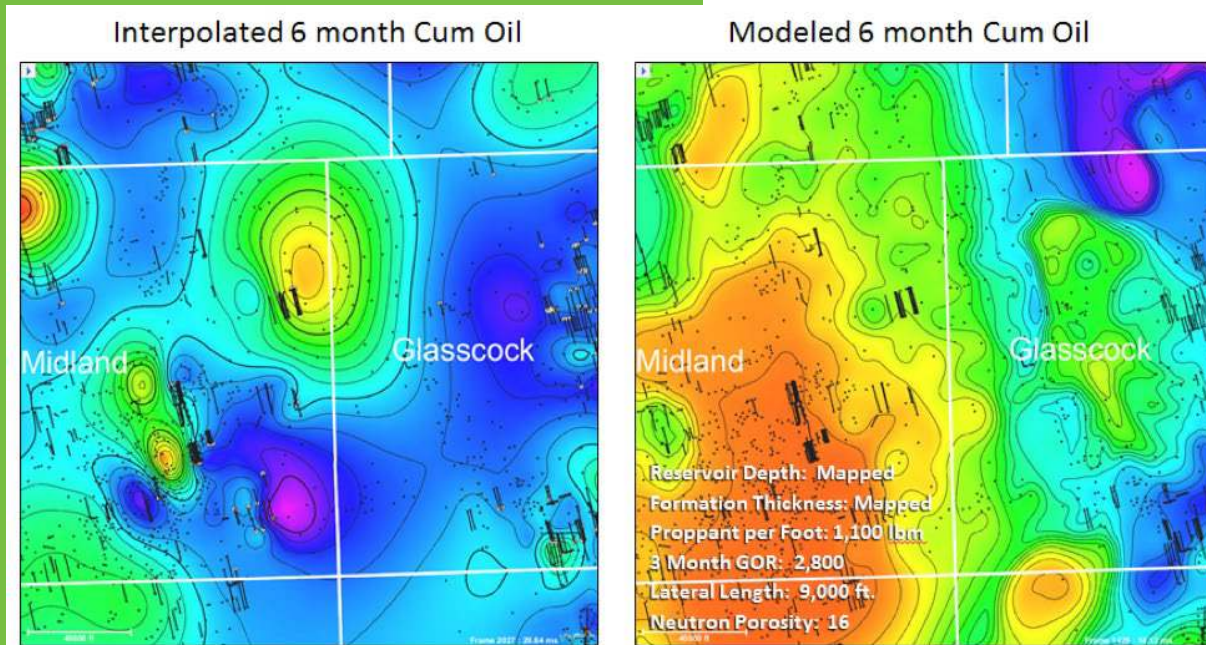 Interpolated 6 month Cum Oil
Modeled 6 month Cum Oil
Midland
Glasscock
Midland
Glasscock
Reservoir Depth: Mapped
Formation Thickness: Mapped
Proppant per Foot: 1,100 lbm
3 Month GOR: 2,800
Lateral Length: 9,000 ft.
Neutron Porosity: 16